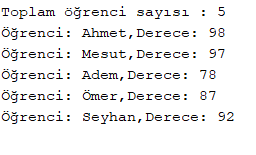 Toplam öğrenci sayısı : 5
Öğrenci: Ahmet,Derece: 98
Öğrenci: Mesut,Derece: 97
Öğrenci: Adem,Derece: 78
Öğrenci: Ömer,Derece: 87
Öğrenci: Seyhan,Derece: 92